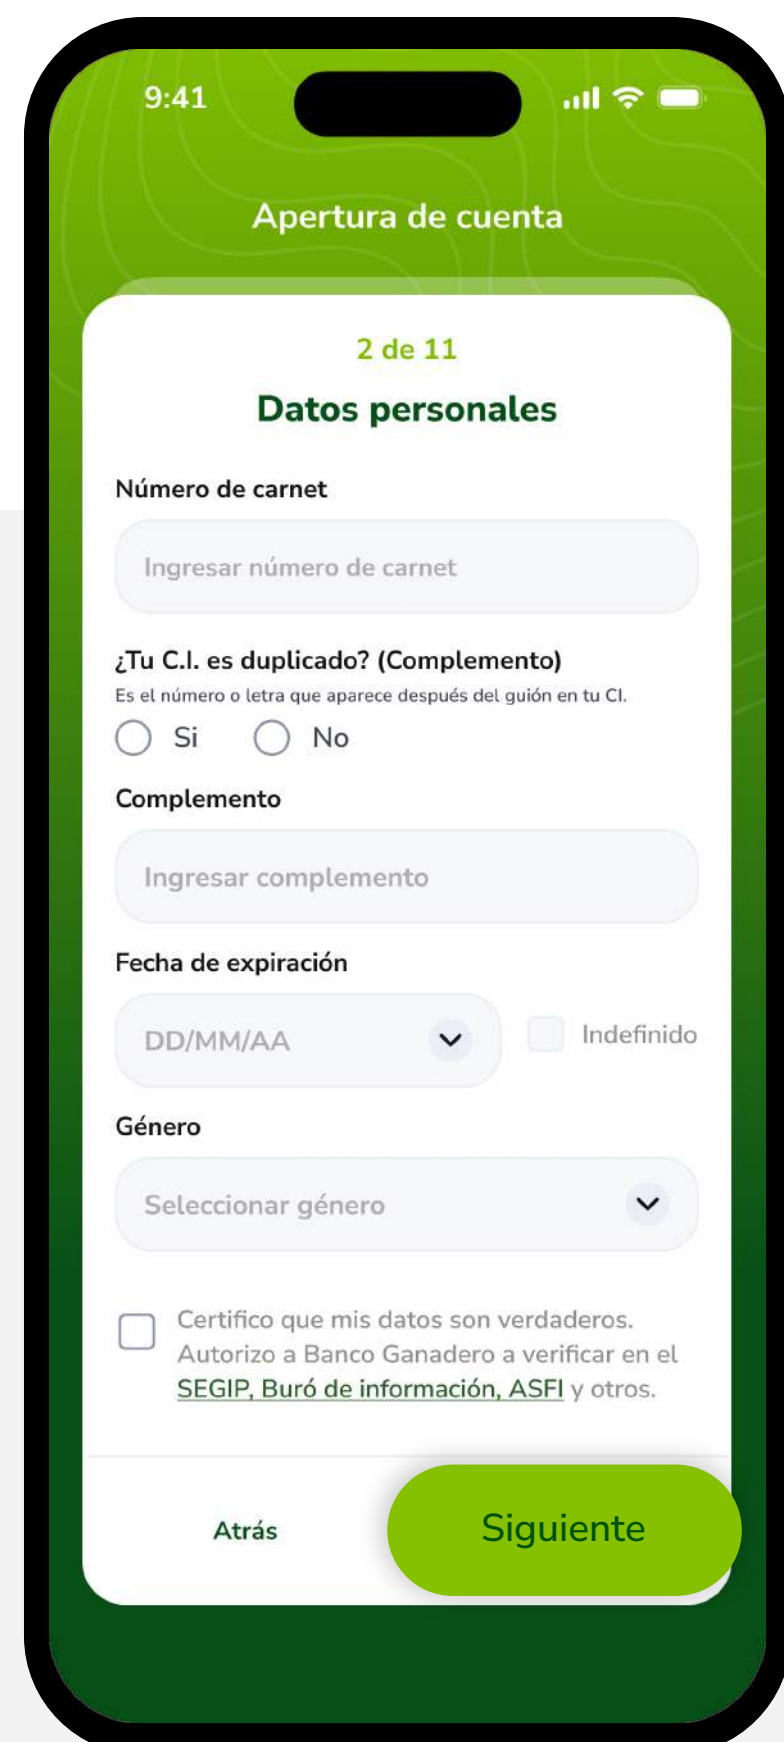 9:41
Apertura de cuenta
2 de 11
Datos personales
Número de carnet
Ingresar número de carnet
¿Tu C.I. es duplicado? (Complemento)
Es el número o letra que aparece después del guión en tu CI.
Si No
Complemento
Ingresar complemento
Fecha de expiración
DD/MM/AA Indefinido
Género
Seleccionar género
Certifico que mis datos son verdaderos.
Autorizo a Banco Ganadero a verificar en el
SEGIP, Buró de información, ASFI y otros.
Atrás Siguiente